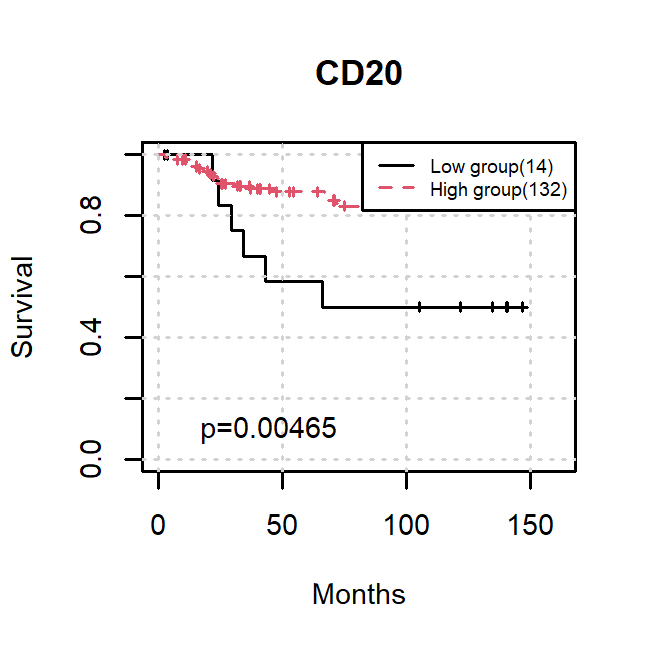 CD20
Low group(14)
High group(132)
Survival
0.8
0.4
0.0
p=0.00465
0 50 100 150
Months